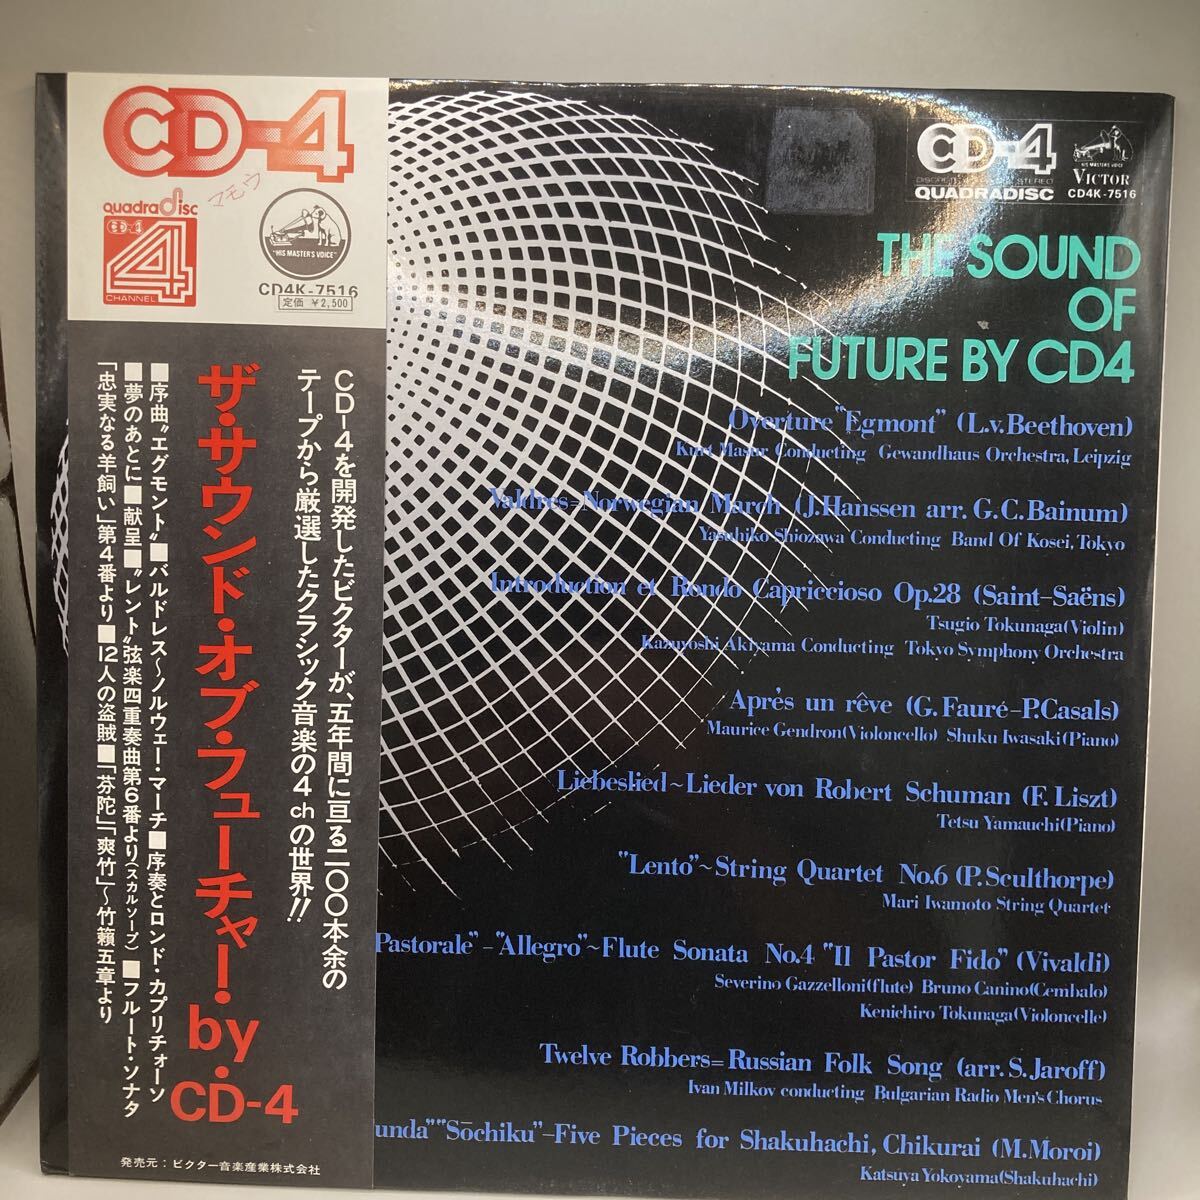 CD-4
quadradisc
CD-4
4
CHANNEL
マモウ
"HIS MASTER'S VOICE"
CD4K-7516
定価 ¥2,500
CD-4を開発したビクターが、五年間に亘る二〇〇本余の
テープから厳選したクラシック音楽の4chの世界!!
ザ・サウンド・オブ・フューチャー・by・
CD-4
■序曲〝エグモント〟■バルドレス〜ノルウェー・マーチ■序奏とロンド・カプリチォーソ
■夢のあとに■献呈■〝レント〟弦楽四重奏曲第6番より(スカルソープ)■フルート・ソナタ
「忠実なる羊飼い」第4番より■12人の盗賊■「芬陀」「爽竹」〜竹籟五章より
発売元：ビクター音楽産業株式会社
CD-4
STEREO
QUADRADISC
HIS MASTERS VOICE
VICTOR
CD4K-7516
THE SOUND
OF
FUTURE BY CD4
Overture "Egmont" (L.v.Beethoven)
Kurt Masur Conducting Gewandhaus Orchestra, Leipzig
Valdres=Norwegian March (J.Hanssen arr. G.C.Bainum)
Yasuhiko Shiozawa Conducting Band Of Kosei, Tokyo
Introduction et Rondo Capriccioso Op.28 (Saint-Saëns)
Tsugio Tokunaga(Violin)
Kazuyoshi Akiyama Conducting Tokyo Symphony Orchestra
Aprés un rêve (G. Fauré-P.Casals)
Maurice Gendron(Violoncello) Shuku Iwasaki(Piano)
Liebeslied~Lieder von Robert Schuman (F. Liszt)
Tetsu Yamauchi(Piano)
"Lento"~String Quartet No.6 (P.Sculthorpe)
Mari Iwamoto String Quartet
Pastorale"-"Allegro"~Flute Sonata No.4 "Il Pastor Fido" (Vivaldi)
Severino Gazzelloni(flute) Bruno Canino(Cembalo)
Kenichiro Tokunaga(Violoncelle)
Twelve Robbers=Russian Folk Song (arr. S. Jaroff)
Ivan Milkov conducting Bulgarian Radio Men's Chorus
unda""Sōchiku"-Five Pieces for Shakuhachi, Chikurai (M.Moroi)
Katsuya Yokoyama(Shakuhachi)